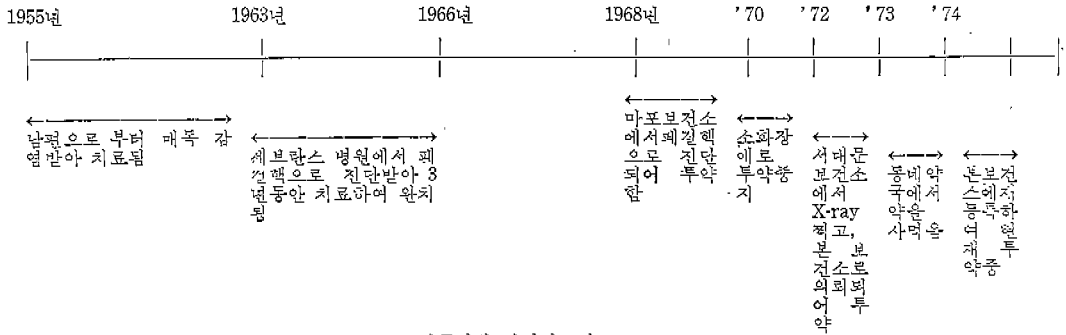 1955년 1963년 1966년 1968년 '70 '72 '73 '74
남편으로 부터 매독 감
염받아 치료됨
세브란스 병원에서 폐
결핵으로 진단받아 3
년동안 치료하여 완치
됨
마포보건소
에서폐결핵
으로 진단
되어 투약
함
소화장
애로
투약중
지
서대문
보건소
에서
X-ray
찍고,
본 보
건소로
의뢰되
어 투
약
동네약
국에서
약을
사먹음
본보건
소에
등록하
여 현
재 투
약중